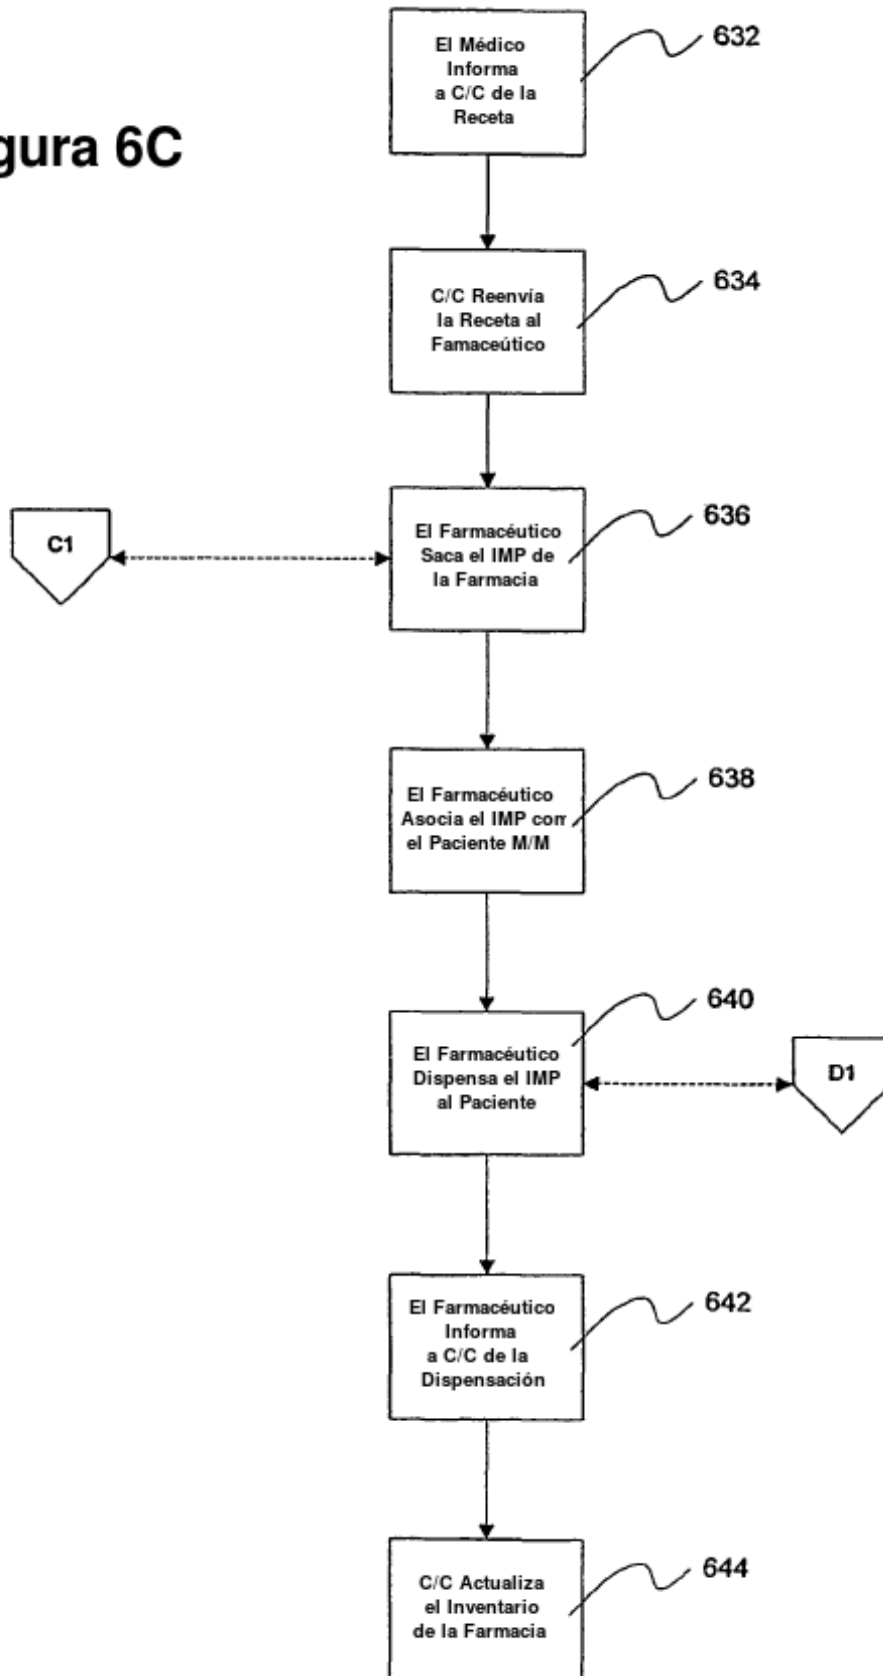 El Médico
Informa
a C/C de la
Receta
632
gura 6C
C/C Reenvía
la Receta al
Famaceútico
634
El Farmacéutico
Saca el IMP de
la Farmacia
636
C1
El Farmacéutico
Asocia el IMP con
el Paciente M/M
638
El Farmacéutico
Dispensa el IMP
al Paciente
640
D1
El Farmacéutico
Informa
a C/C de la
Dispensación
642
C/C Actualiza
el Inventario
de la Farmacia
644